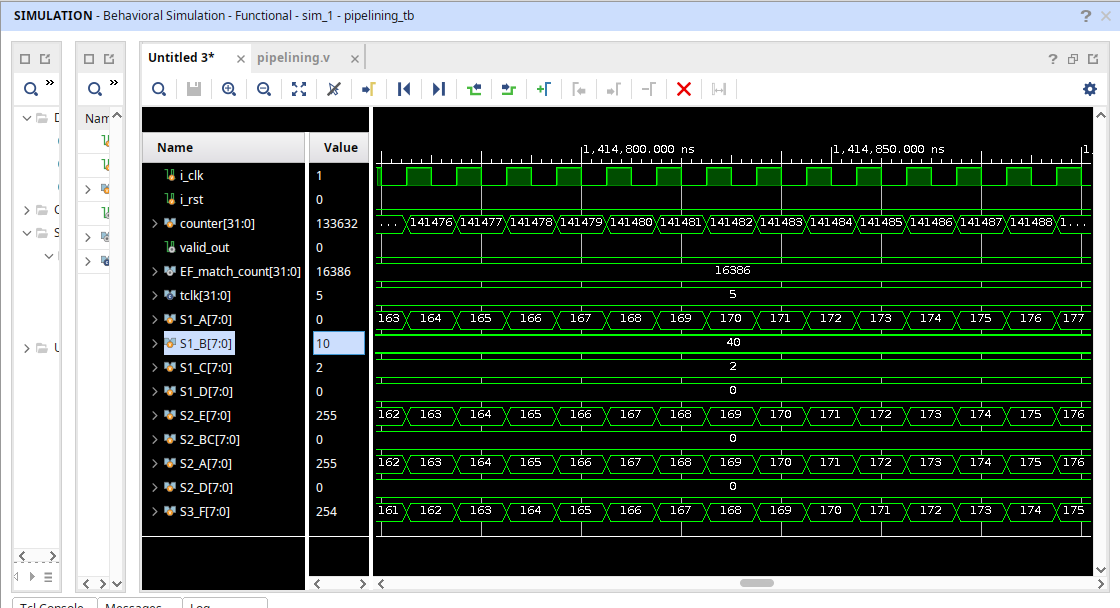 SIMULATION - Behavioral Simulation - Functional - sim_1 - pipelining_tb ? ×
Untitled 3* × pipelining.v × ?
» »
Nam
Name Value
1,414,800.000 ns 1,414,850.000 ns 1,
i_clk 1
i_rst 0
counter[31:0] 133632 ... 141476 141477 141478 141479 141480 141481 141482 141483 141484 141485 141486 141487 141488 1...
valid_out 0
EF_match_count[31:0] 16386 16386
tclk[31:0] 5 5
S1_A[7:0] 0 163 164 165 166 167 168 169 170 171 172 173 174 175 176 177
S1_B[7:0] 10 40
S1_C[7:0] 2 2
S1_D[7:0] 0 0
S2_E[7:0] 255 162 163 164 165 166 167 168 169 170 171 172 173 174 175 176
S2_BC[7:0] 0 0
S2_A[7:0] 255 162 163 164 165 166 167 168 169 170 171 172 173 174 175 176
S2_D[7:0] 0 0
S3_F[7:0] 254 161 162 163 164 165 166 167 168 169 170 171 172 173 174 175
Tcl Console Messages Log